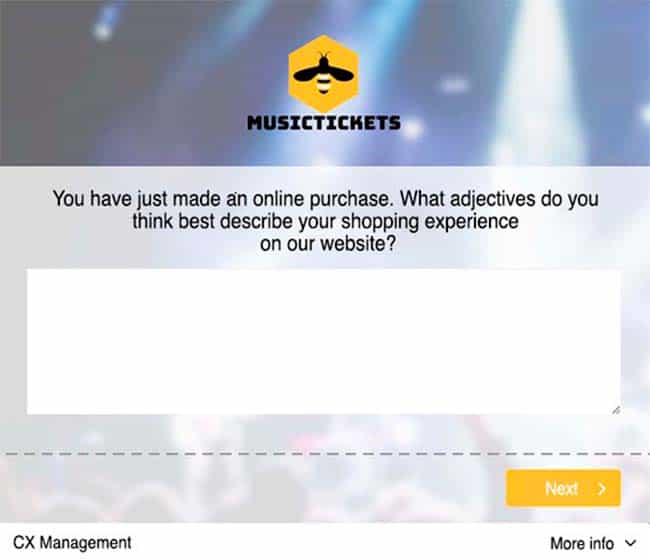 MUSICTICKETS
You have just made an online purchase. What adjectives do you
think best describe your shopping experience
on our website?
Next
CX Management
More info